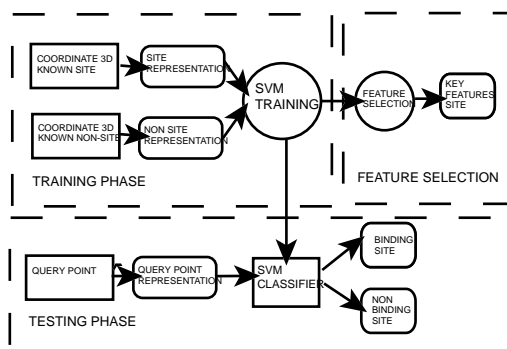 COORDINATE 3D
KNOWN SITE
SITE
REPRESENTATION
SVM
TRAINING
FEATURE
SELECTION
KEY
FEATURES
SITE
COORDINATE 3D
KNOWN NON-SITE
NON SITE
REPRESENTATION
TRAINING PHASE
FEATURE SELECTION
QUERY POINT
QUERY POINT
REPRESENTATION
SVM
CLASSIFIER
BINDING
SITE
NON
BINDING
SITE
TESTING PHASE